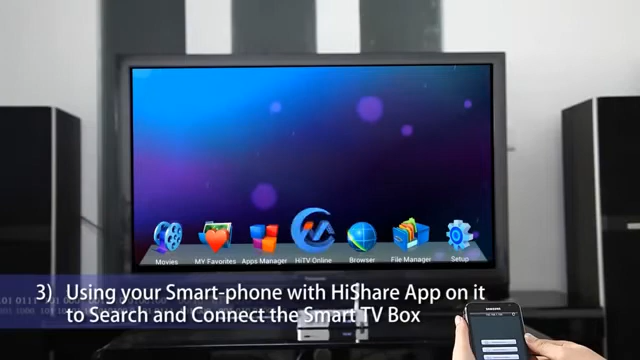 Movies
MY Favorites
Apps Manager
HiTV Online
Browser
File Manager
Setup
3) Using your Smart-phone with HiShare App on it
to Search and Connect the Smart TV Box
SAMSUNG